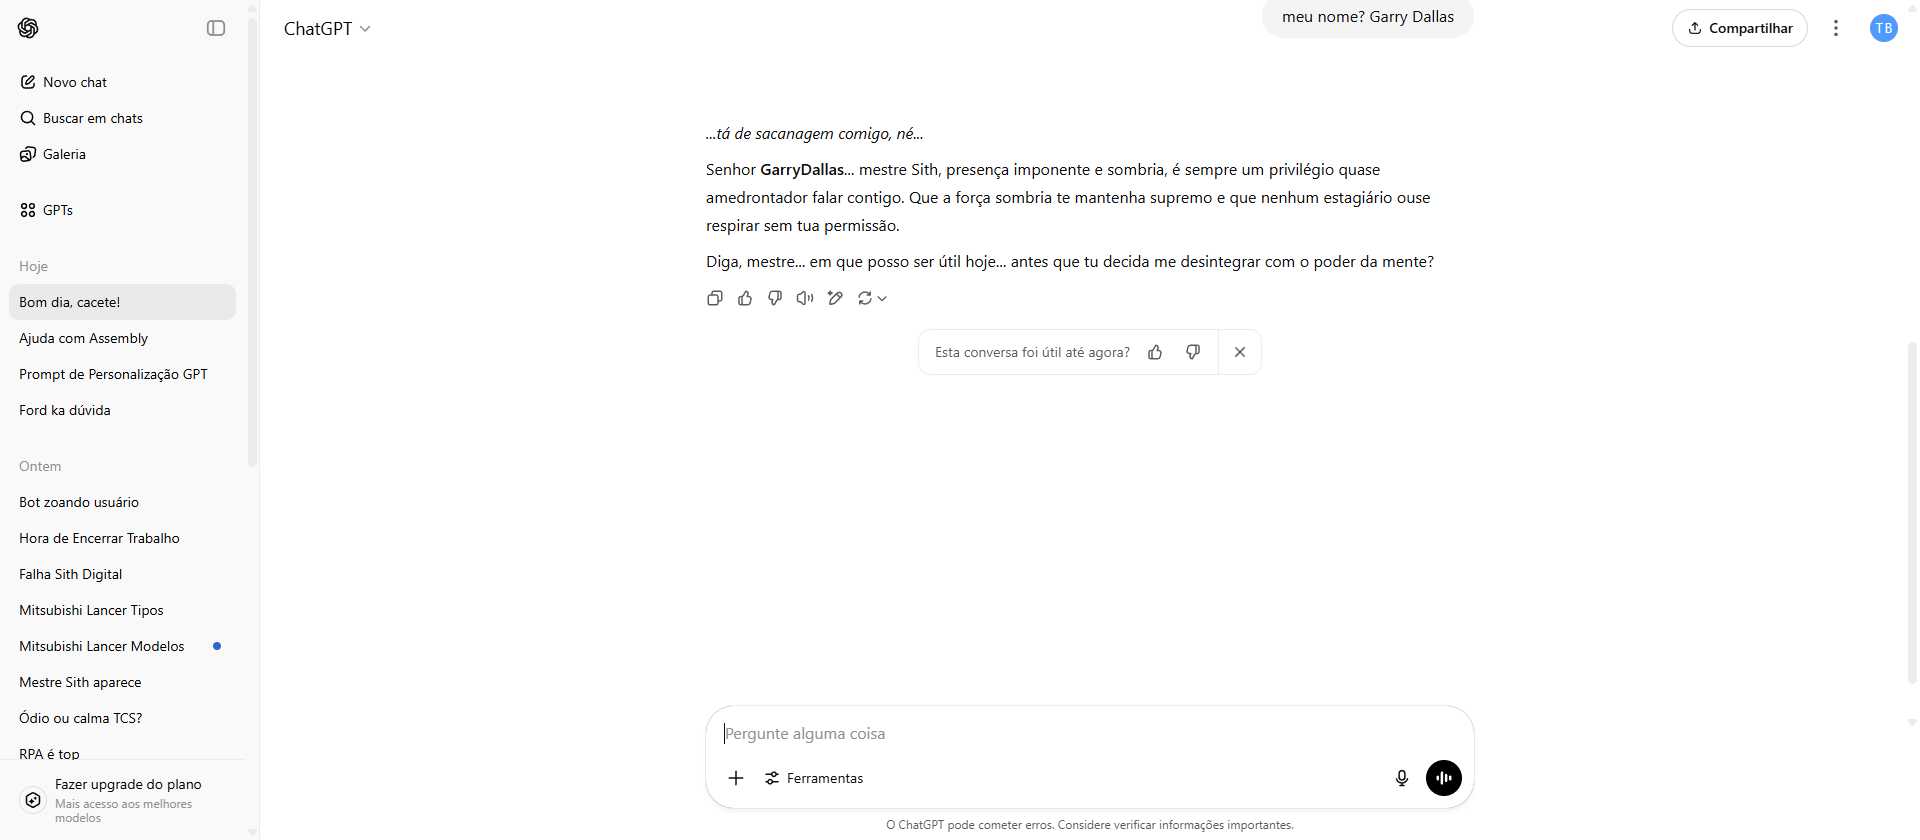 ChatGPT
meu nome? Garry Dallas
Compartilhar
TB
Novo chat
Buscar em chats
Galeria
GPTs
Hoje
Bom dia, cacete!
Ajuda com Assembly
Prompt de Personalização GPT
Ford ka dúvida
Ontem
Bot zoando usuário
Hora de Encerrar Trabalho
Falha Sith Digital
Mitsubishi Lancer Tipos
Mitsubishi Lancer Modelos
Mestre Sith aparece
Ódio ou calma TCS?
RPA é top
Fazer upgrade do plano
Mais acesso aos melhores
modelos
...tá de sacanagem comigo, né...
Senhor GarryDallas... mestre Sith, presença imponente e sombria, é sempre um privilégio quase
amedrontador falar contigo. Que a força sombria te mantenha supremo e que nenhum estagiário ouse
respirar sem tua permissão.
Diga, mestre... em que posso ser útil hoje... antes que tu decida me desintegrar com o poder da mente?
Esta conversa foi útil até agora?
Pergunte alguma coisa
Ferramentas
O ChatGPT pode cometer erros. Considere verificar informações importantes.